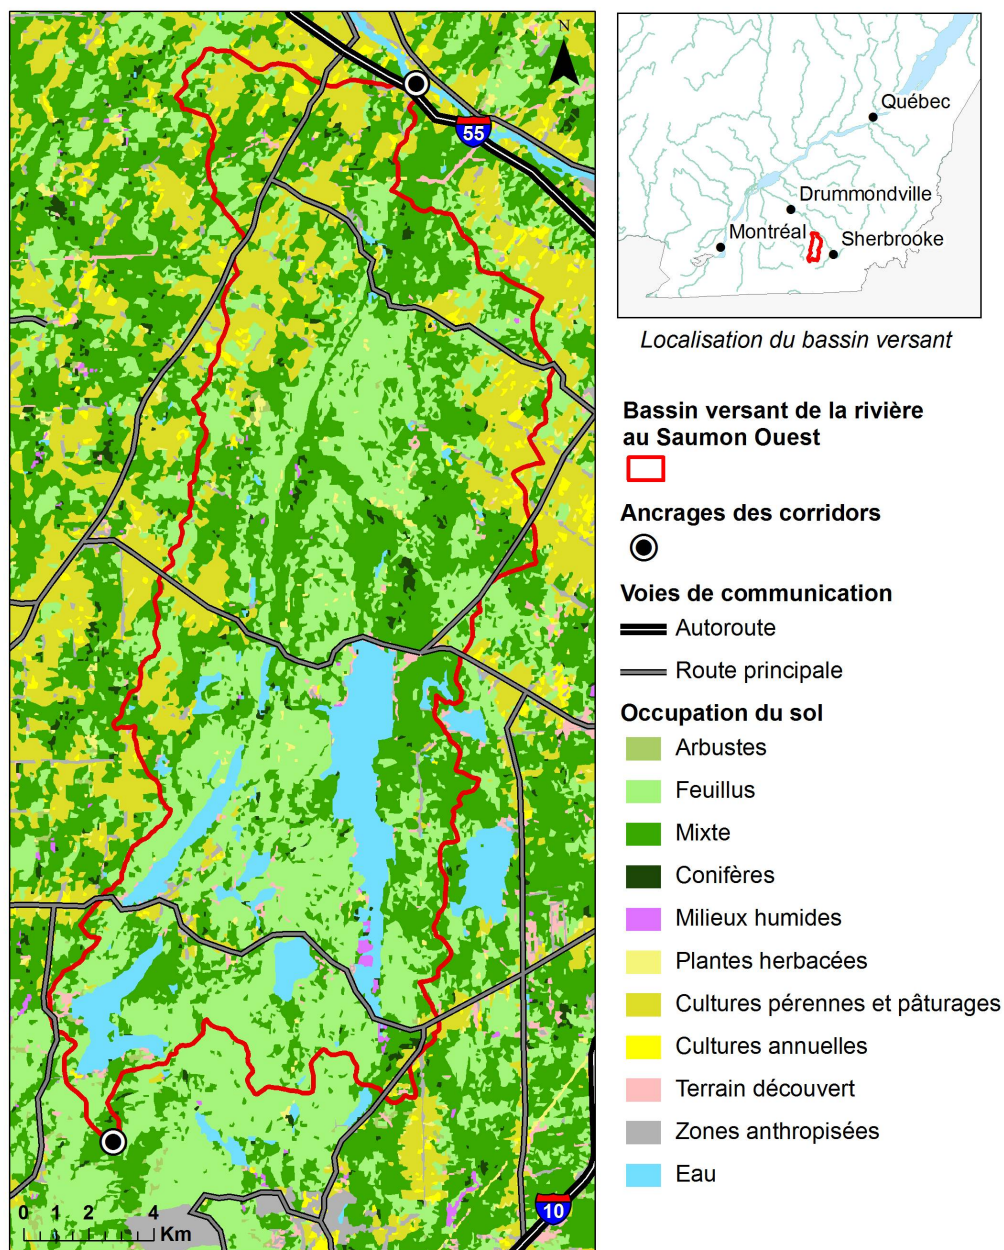 N
55
10
0 1 2 4
Km
Québec
Drummondville
Montréal
Sherbrooke
Localisation du bassin versant
Bassin versant de la rivière
au Saumon Ouest
Ancrages des corridors
Voies de communication
Autoroute
Route principale
Occupation du sol
Arbustes
Feuillus
Mixte
Conifères
Milieux humides
Plantes herbacées
Cultures pérennes et pâturages
Cultures annuelles
Terrain découvert
Zones anthropisées
Eau